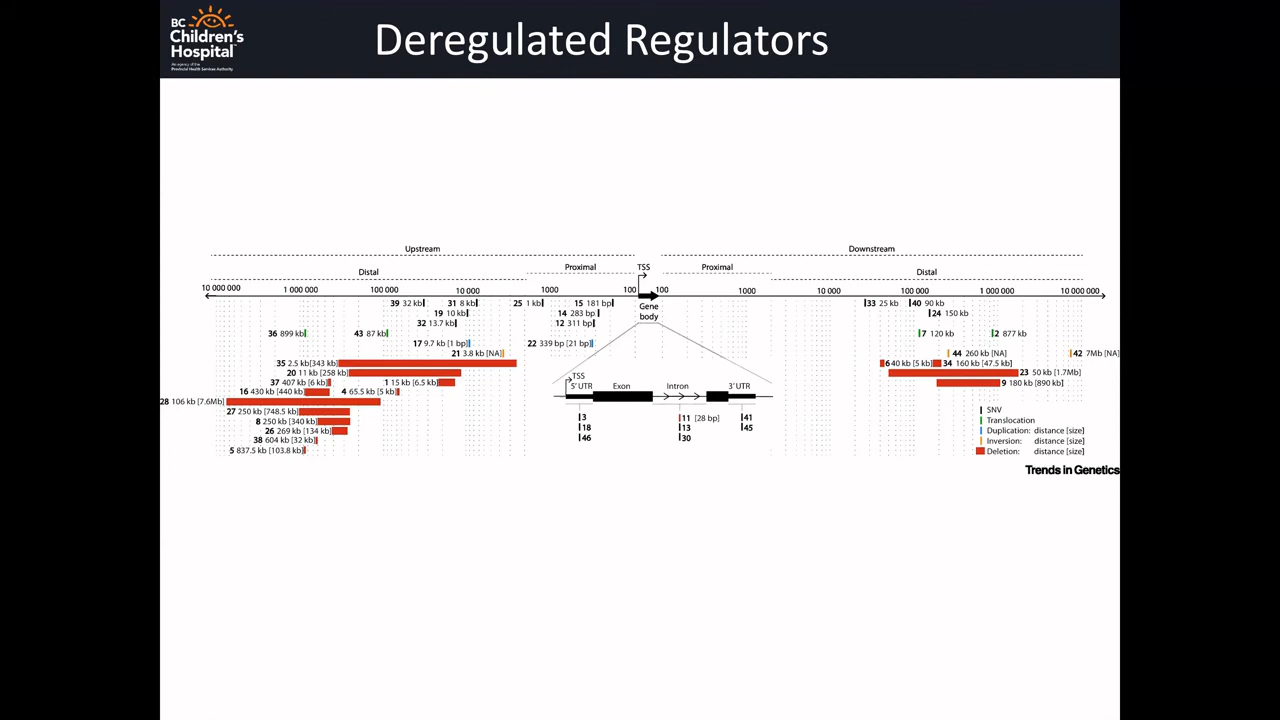 BC
Children's
Hospital
An agency of the
Provincial Health Services Authority
Deregulated Regulators
Upstream
Downstream
Distal
Proximal
TSS
Proximal
Distal
10 000 000 1 000 000 100 000 10 000 1000 100 100 1000 10 000 100 000 1 000 000 10 000 000
39 32 kb 31 8 kb 25 1 kb 15 181 bp Gene 33 25 kb 40 90 kb
19 10 kb 14 283 bp body 24 150 kb
32 13.7 kb 12 311 bp
36 899 kb 43 87 kb 7 120 kb 2 877 kb
17 9.7 kb [1 bp] 22 339 bp [21 bp]
21 3.8 kb [NA] 44 260 kb [NA] 42 7Mb [NA]
35 2.5 kb[343 kb] 6 40 kb [5 kb] 34 160 kb [47.5 kb]
20 11 kb [258 kb] 23 50 kb [1.7Mb]
37 407 kb [6 kb] 1 15 kb [6.5 kb] 9 180 kb [890 kb]
16 430 kb [440 kb] 4 65.5 kb [5 kb]
28 106 kb [7.6Mb]
27 250 kb [748.5 kb]
8 250 kb [340 kb]
26 269 kb [134 kb]
38 604 kb [32 kb]
5 837.5 kb [103.8 kb]
TSS
5' UTR Exon Intron 3' UTR
3 11 [28 bp] 41
18 13 45
46 30
SNV
Translocation
Duplication: distance [size]
Inversion: distance [size]
Deletion: distance [size]
Trends in Genetics